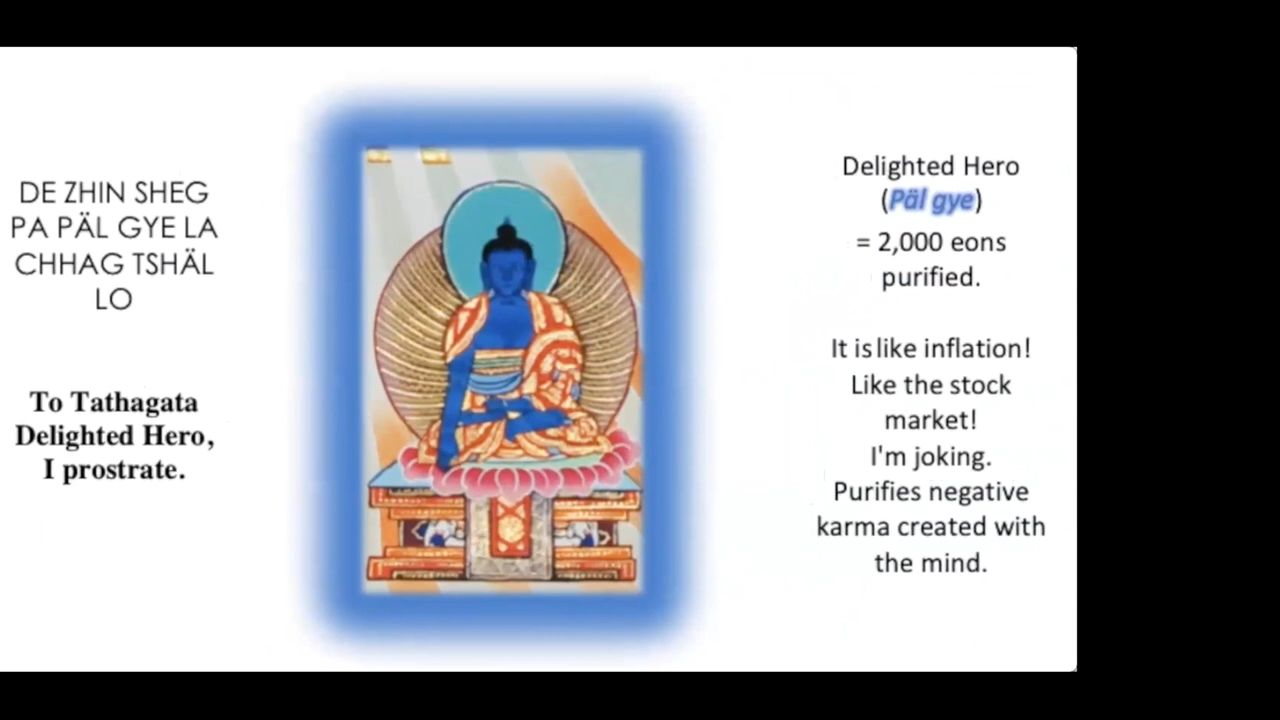 DE ZHIN SHEG
PA PÄL GYE LA
CHHAG TSHÄL
LO
To Tathagata
Delighted Hero,
I prostrate.
Delighted Hero
(Päl gye)
= 2,000 eons
purified.
It is like inflation!
Like the stock
market!
I'm joking.
Purifies negative
karma created with
the mind.